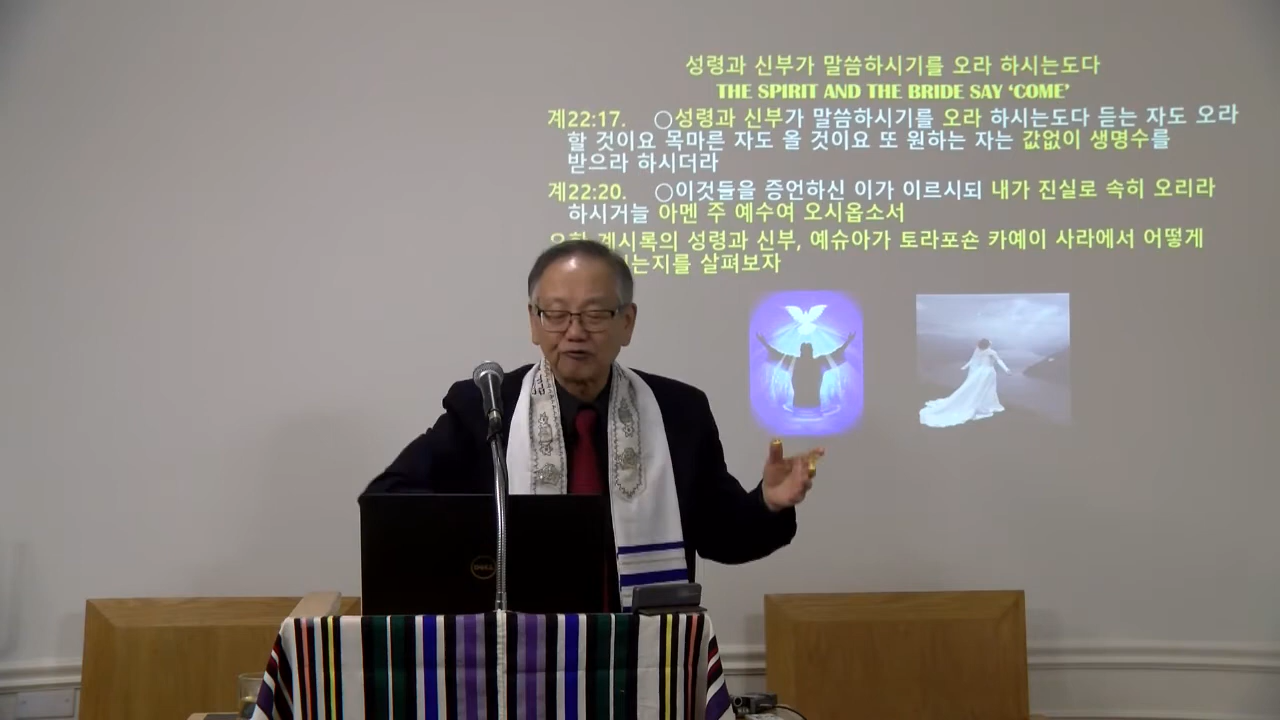 성령과 신부가 말씀하시기를 오라 하시는도다
THE SPIRIT AND THE BRIDE SAY ‘COME’
계22:17. ○성령과 신부가 말씀하시기를 오라 하시는도다 듣는 자도 오라
할 것이요 목마른 자도 올 것이요 또 원하는 자는 값없이 생명수를
받으라 하시더라
계22:20. ○이것들을 증언하신 이가 이르시되 내가 진실로 속히 오리라
하시거늘 아멘 주 예수여 오시옵소서
계시록의 성령과 신부, 예슈아가 토라포숀 카예이 사라에서 어떻게
는지를 살펴보자
DELL